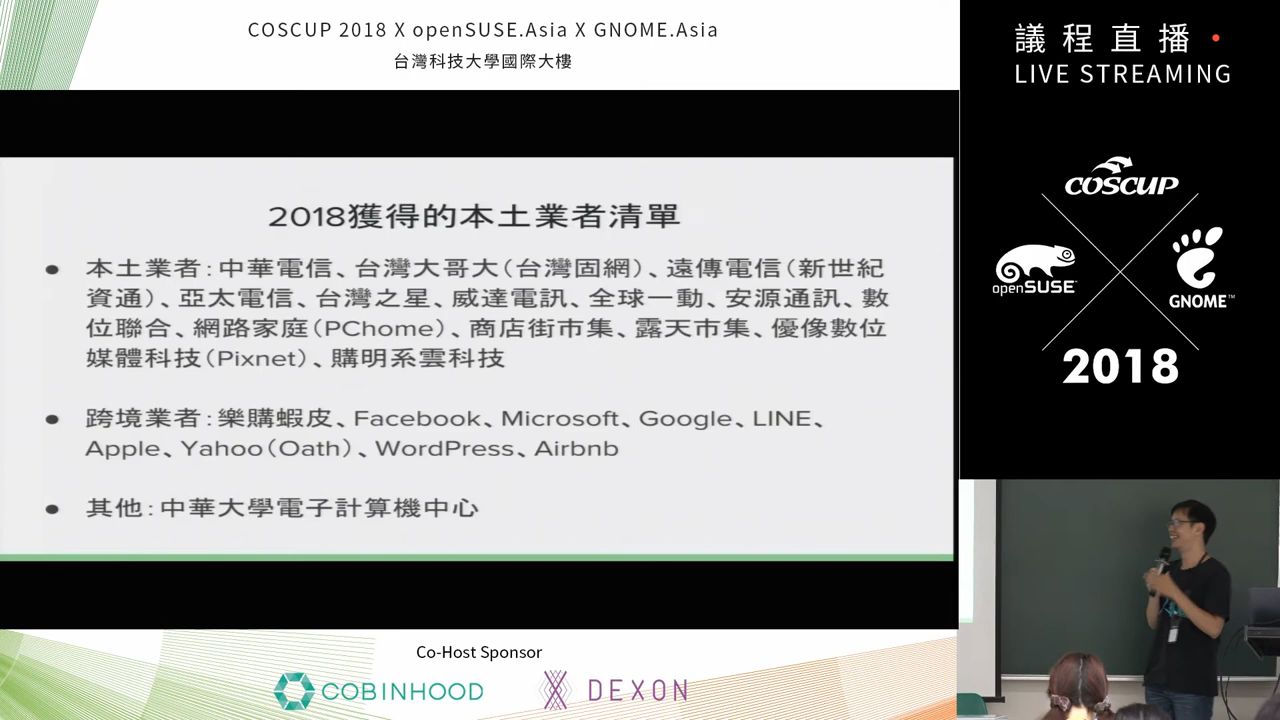 COSCUP 2018 X openSUSE.Asia X GNOME.Asia
台灣科技大學國際大樓
議程直播
LIVE STREAMING
COSCUP
openSUSE
GNOME™
2018
2018獲得的本土業者清單
• 本土業者:中華電信、台灣大哥大(台灣固網)、遠傳電信(新世紀
資通)、亞太電信、台灣之星、威達電訊、全球一動、安源通訊、數
位聯合、網路家庭(PChome)、商店街市集、露天市集、優像數位
媒體科技(Pixnet)、購明系雲科技
• 跨境業者:樂購蝦皮、Facebook、Microsoft、Google、LINE、
Apple、Yahoo(Oath)、WordPress、Airbnb
• 其他:中華大學電子計算機中心
Co-Host Sponsor
COBINHOOD
DEXON